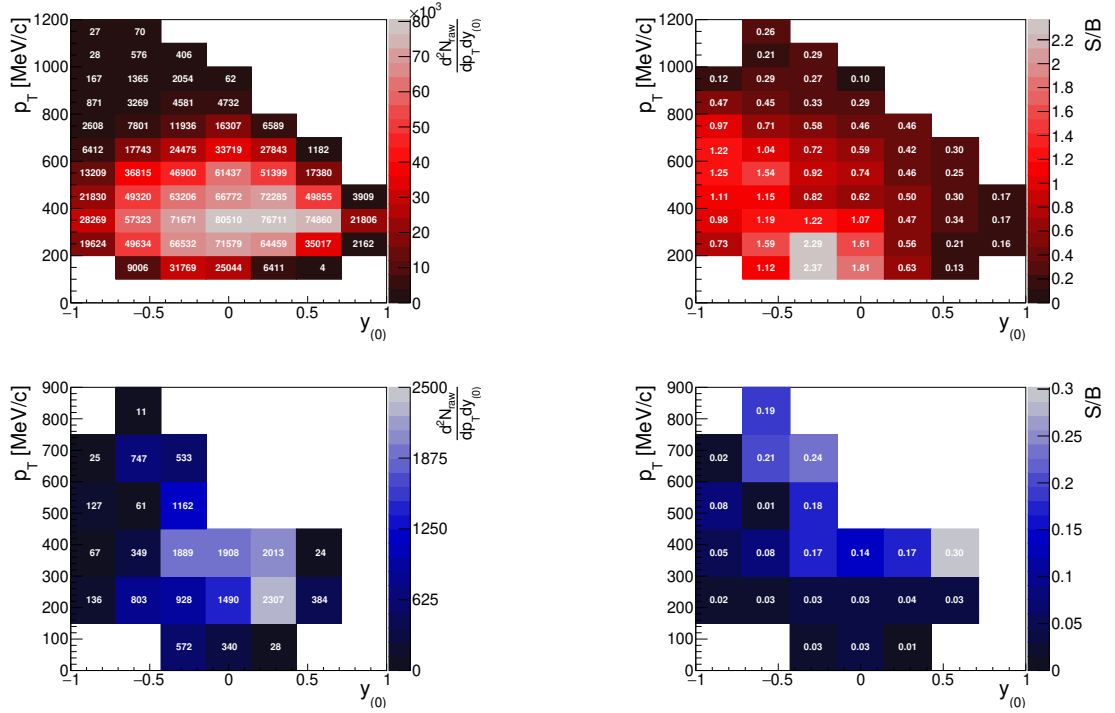 p_T [MeV/c]
×10³
1200
1000
800
600
400
200
0
27 70
28 576 406
167 1365 2054 62
871 3269 4581 4732
2608 7801 11936 16307 6589
6412 17743 24475 33719 27843 1182
13209 36815 46900 61437 51399 17380
21830 49320 63206 66772 72285 49855 3909
28269 57323 71671 80510 76711 74860 21806
19624 49634 66532 71579 64459 35017 2162
9006 31769 25044 6411 4
−1 −0.5 0 0.5 1
y_(0)
80
70
60
50
40
30
20
10
0
d²N_raw
dp_T dy_(0)
p_T [MeV/c]
1200
1000
800
600
400
200
0
0.26
0.21 0.29
0.12 0.29 0.27 0.10
0.47 0.45 0.33 0.29
0.97 0.71 0.58 0.46 0.46
1.22 1.04 0.72 0.59 0.42 0.30
1.25 1.54 0.92 0.74 0.46 0.25
1.11 1.15 0.82 0.62 0.50 0.30 0.17
0.98 1.19 1.22 1.07 0.47 0.34 0.17
0.73 1.59 2.29 1.61 0.56 0.21 0.16
1.12 2.37 1.81 0.63 0.13
−1 −0.5 0 0.5 1
y_(0)
2.2
2
1.8
1.6
1.4
1.2
1
0.8
0.6
0.4
0.2
0
S/B
p_T [MeV/c]
900
800
700
600
500
400
300
200
100
0
11
25 747 533
127 61 1162
67 349 1889 1908 2013 24
136 803 928 1490 2307 384
572 340 28
−1 −0.5 0 0.5 1
y_(0)
2500
1875
1250
625
0
d²N_raw
dp_T dy_(0)
p_T [MeV/c]
900
800
700
600
500
400
300
200
100
0
0.19
0.02 0.21 0.24
0.08 0.01 0.18
0.05 0.08 0.17 0.14 0.17 0.30
0.02 0.03 0.03 0.03 0.04 0.03
0.03 0.03 0.01
−1 −0.5 0 0.5 1
y_(0)
0.3
0.25
0.2
0.15
0.1
0.05
0
S/B